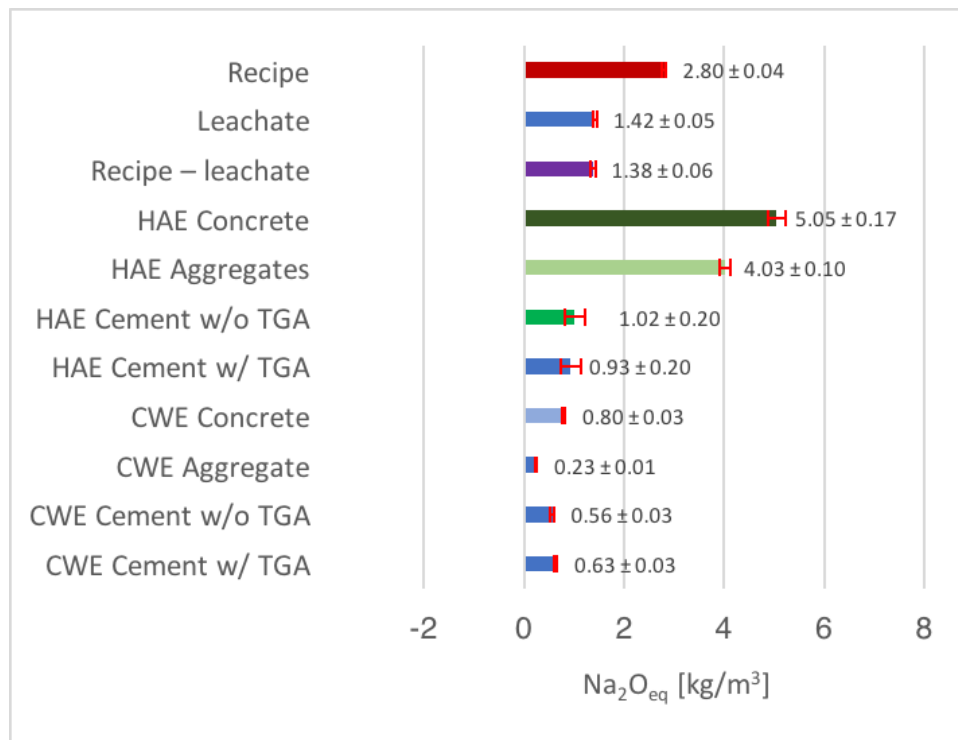 Recipe 2.80 ± 0.04
Leachate 1.42 ± 0.05
Recipe – leachate 1.38 ± 0.06
HAE Concrete 5.05 ± 0.17
HAE Aggregates 4.03 ± 0.10
HAE Cement w/o TGA 1.02 ± 0.20
HAE Cement w/ TGA 0.93 ± 0.20
CWE Concrete 0.80 ± 0.03
CWE Aggregate 0.23 ± 0.01
CWE Cement w/o TGA 0.56 ± 0.03
CWE Cement w/ TGA 0.63 ± 0.03
-2 0 2 4 6 8
Na₂Oeq [kg/m³]